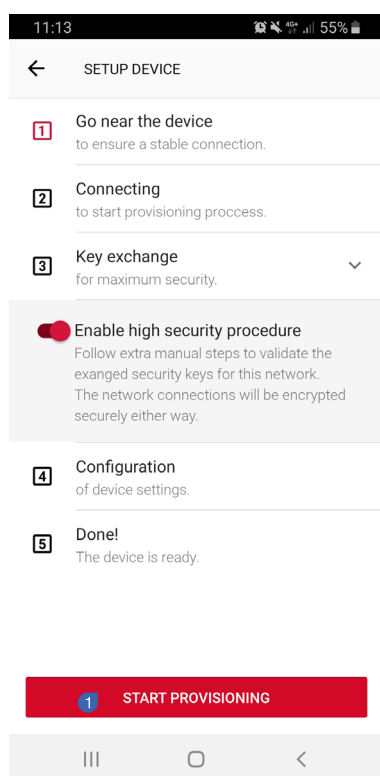 11:13 4G+ 55%
SETUP DEVICE
1 Go near the device
to ensure a stable connection.
2 Connecting
to start provisioning proccess.
3 Key exchange
for maximum security.
Enable high security procedure
Follow extra manual steps to validate the
exanged security keys for this network.
The network connections will be encrypted
securely either way.
4 Configuration
of device settings.
5 Done!
The device is ready.
1 START PROVISIONING